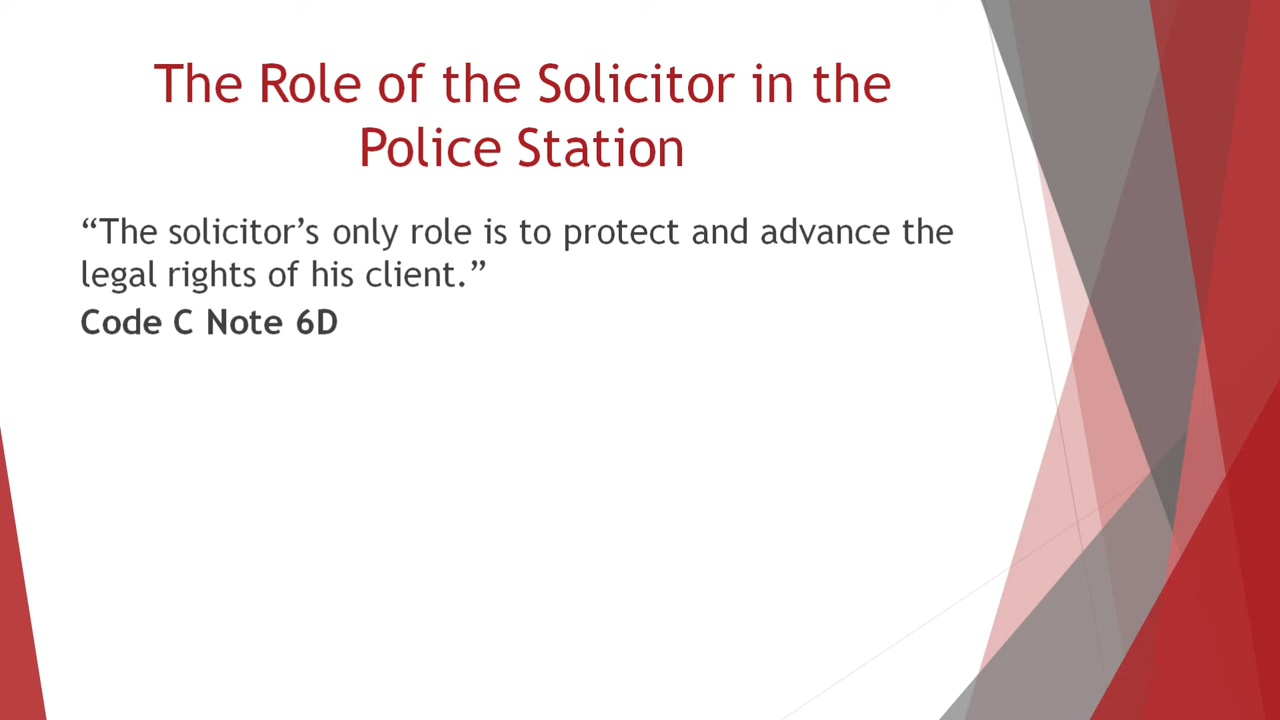 The Role of the Solicitor in the
Police Station
“The solicitor’s only role is to protect and advance the
legal rights of his client.”
Code C Note 6D